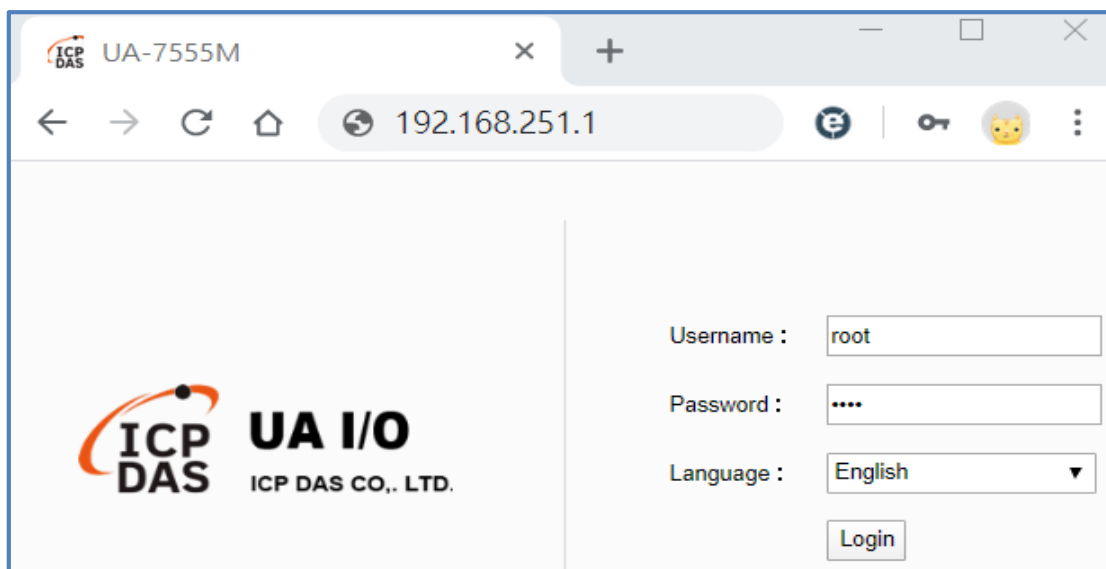 ICP DAS UA-7555M
192.168.251.1
Username :
root
Password :
••••
Language :
English
Login
ICP
DAS
UA I/O
ICP DAS CO,. LTD.